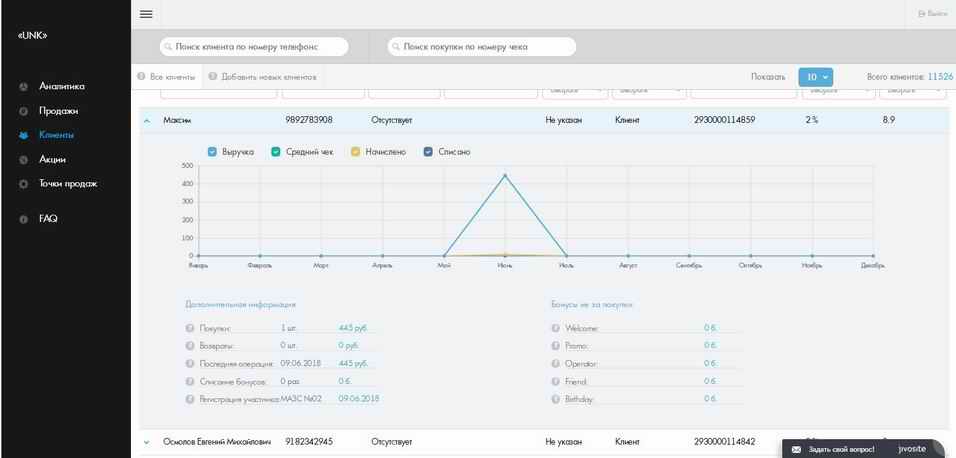 «UNK»
Выйти
Поиск клиента по номеру телефонс
Поиск покупки по номеру чека
Все клиенты
Добавить новых клиентов
Показать
10
Всего клиентов: 11526
Аналитика
Продажи
Клиенты
Акции
Точки продаж
FAQ
Максим 9892783908 Отсутствует Не указан Клиент 2930000114859 2 % 8.9
Выручка Средний чек Начислено Списано
500
400
300
200
100
0
Январь Февраль Март Апрель Май Июнь Июль Август Сентябрь Октябрь Ноябрь Декабрь
Дополнительная информация
Покупки: 1 шт. 445 руб.
Возвраты: 0 шт. 0 руб.
Последняя операция: 09.06.2018 445 руб.
Списание бонусов: 0 раз 0 б.
Регистрация участника: МАЗС №02 09.06.2018
Бонусы не за покупки
Welcome: 0 б.
Promo: 0 б.
Operator: 0 б.
Friend: 0 б.
Birthday: 0 б.
Осмолов Евгений Михайлович 9182342945 Отсутствует Не указан Клиент 2930000114842
Задать свой вопрос! jivosite